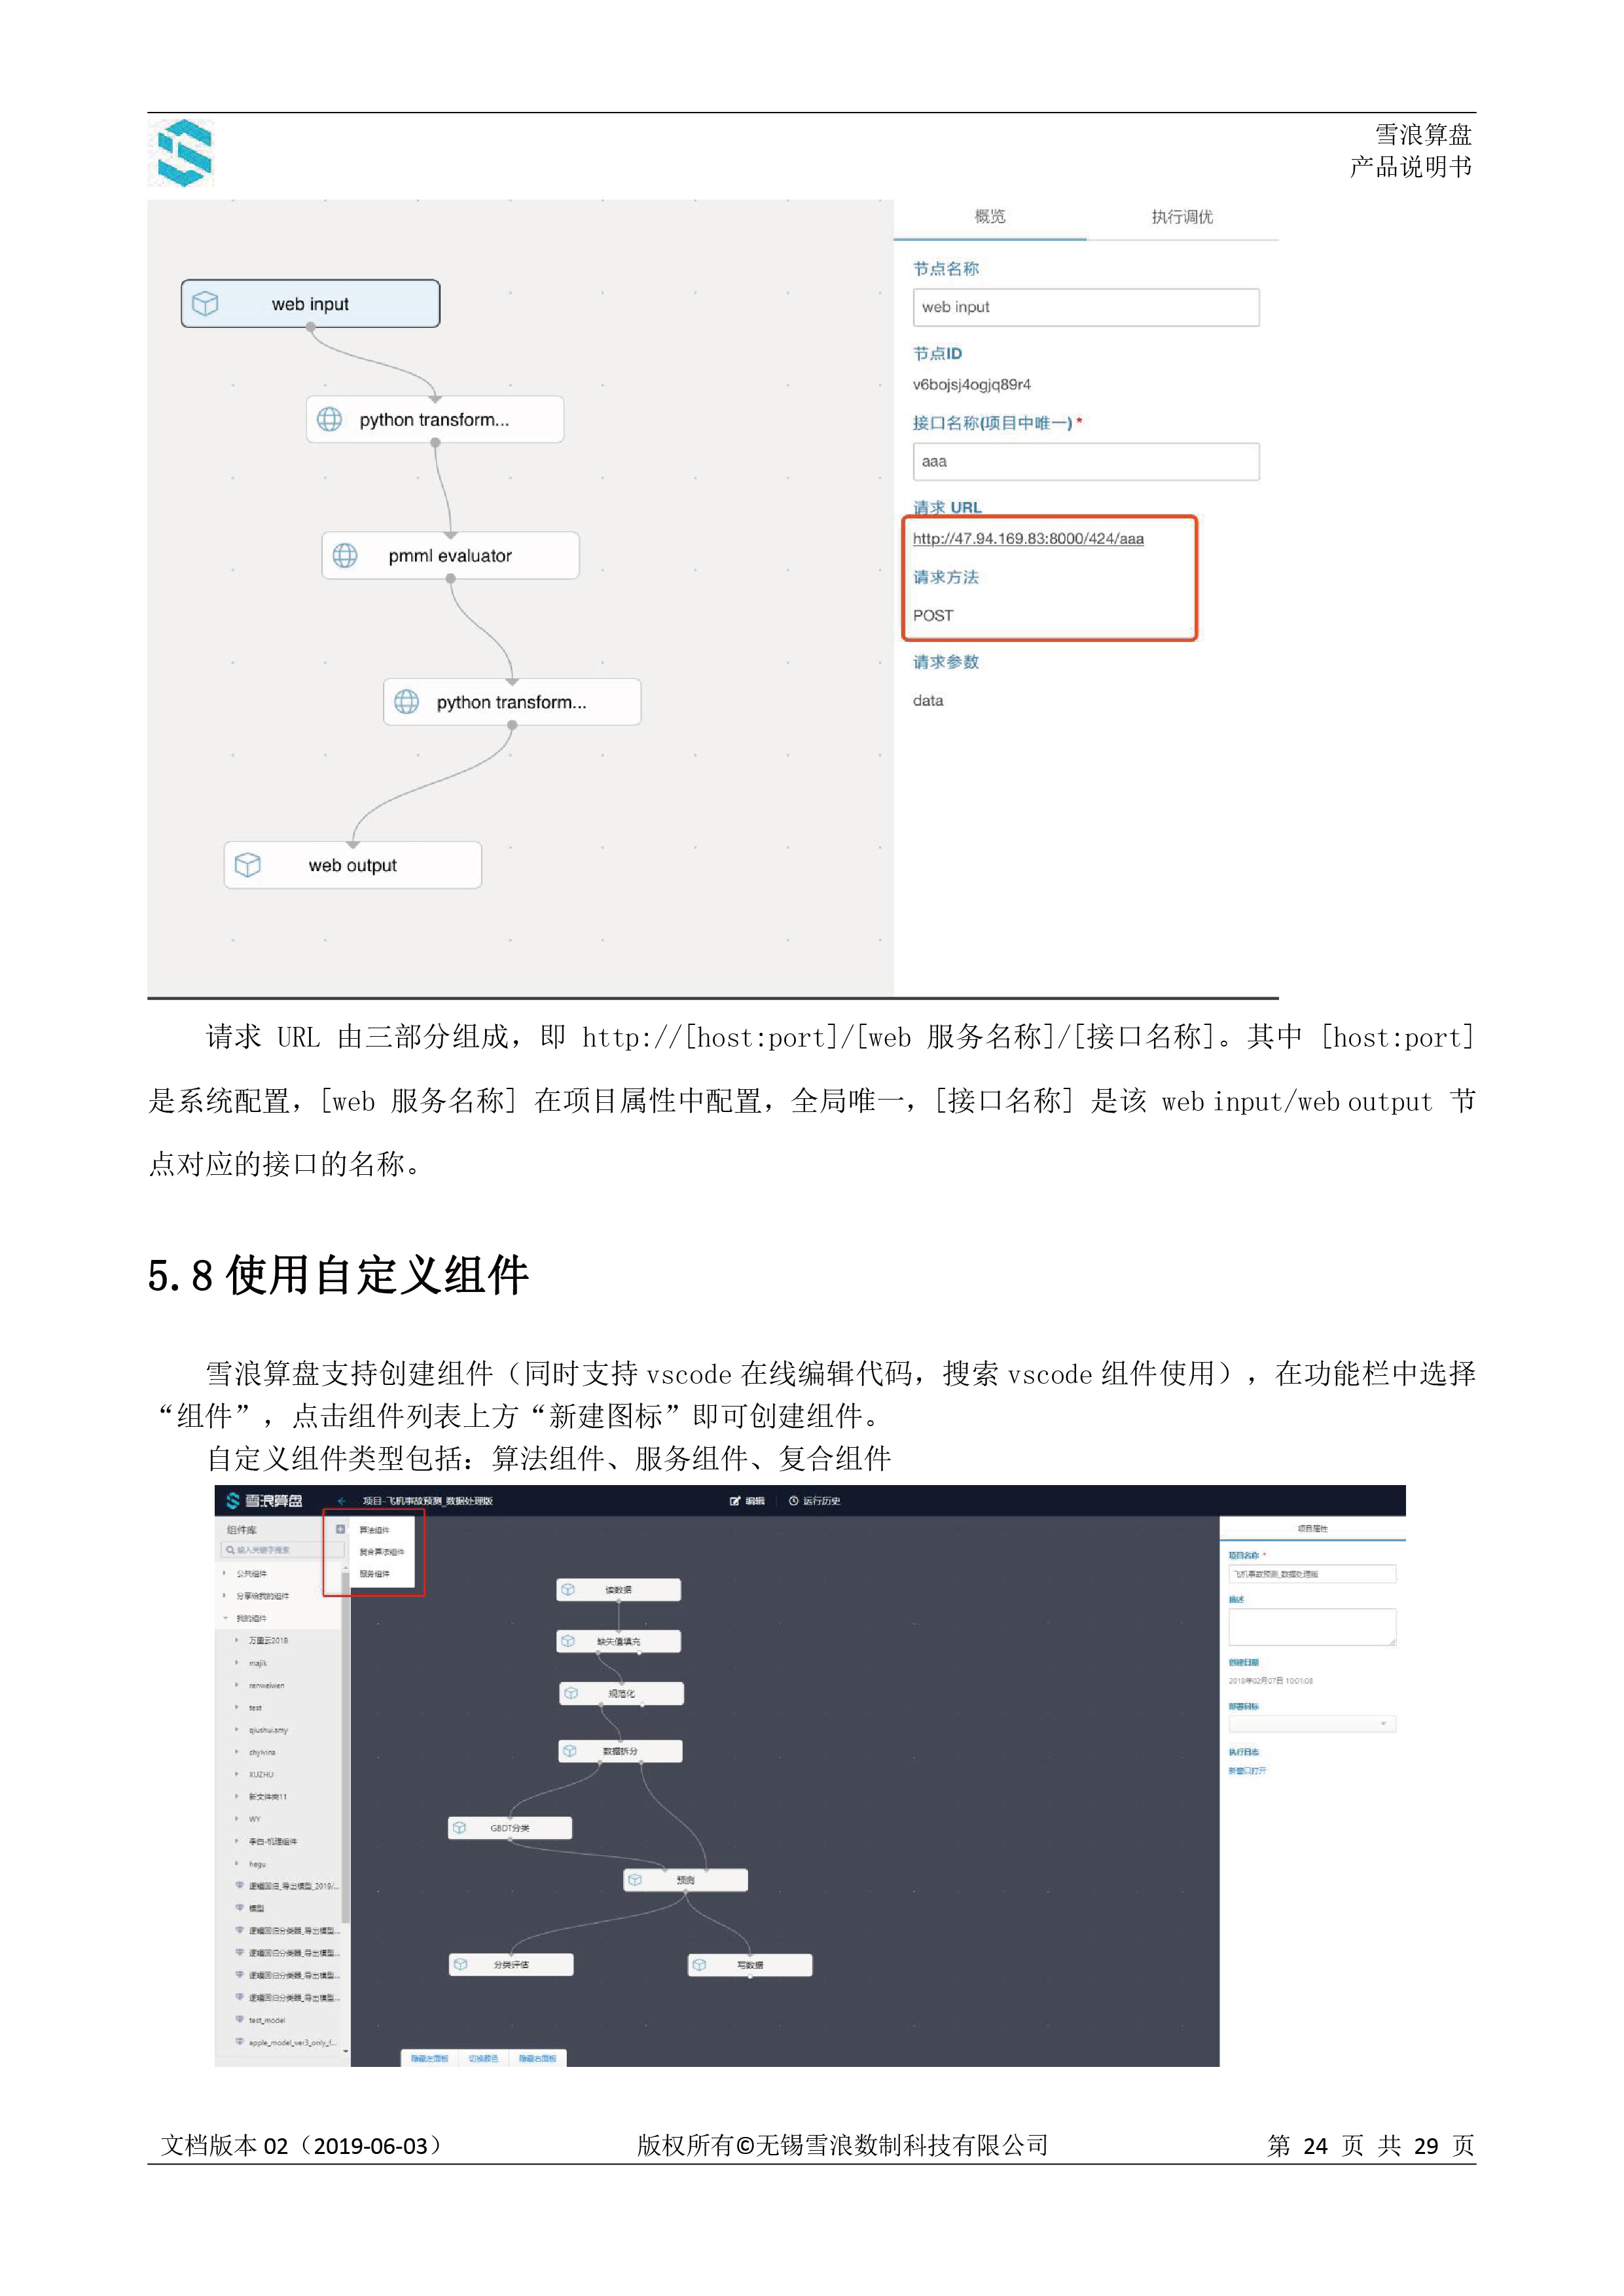 雪浪算盘
产品说明书
概览
执行调优
节点名称
web input
节点ID
v6bojsj4ogjq89r4
接口名称(项目中唯一) *
aaa
请求 URL
http://47.94.169.83:8000/424/aaa
请求方法
POST
请求参数
data
web input
python transform...
pmml evaluator
python transform...
web output
请求 URL 由三部分组成，即 http://[host:port]/[web 服务名称]/[接口名称]。其中 [host:port]
是系统配置，[web 服务名称] 在项目属性中配置，全局唯一，[接口名称] 是该 web input/web output 节
点对应的接口的名称。
5.8 使用自定义组件
雪浪算盘支持创建组件（同时支持 vscode 在线编辑代码，搜索 vscode 组件使用），在功能栏中选择
“组件”，点击组件列表上方“新建图标”即可创建组件。
自定义组件类型包括：算法组件、服务组件、复合组件
雪浪算盘
项目-飞机事故预测_数据处理版
编辑
运行历史
组件库
输入关键字搜索
公共组件
分享给我的组件
我的组件
万里云2018
majik
renweiwen
test
qiushui.smy
chyivina
XUZHU
新文件夹11
WY
李白-机理组件
hegu
逻辑回归_导出模型_2019/...
模型
逻辑回归分类器_导出模型...
逻辑回归分类器_导出模型...
逻辑回归分类器_导出模型...
逻辑回归分类器_导出模型...
test_model
apple_model_ver3_only_f...
算法组件
复合算法组件
服务组件
读数据
缺失值填充
规范化
数据拆分
GBDT分类
预测
分类评估
写数据
隐藏左面板
切换颜色
隐藏右面板
项目属性
项目名称 *
飞机事故预测_数据处理版
描述
创建日期
2018年02月07日 10:01:08
部署目标
执行日志
新窗口打开
文档版本 02（2019-06-03）
版权所有©无锡雪浪数制科技有限公司
第 24 页 共 29 页